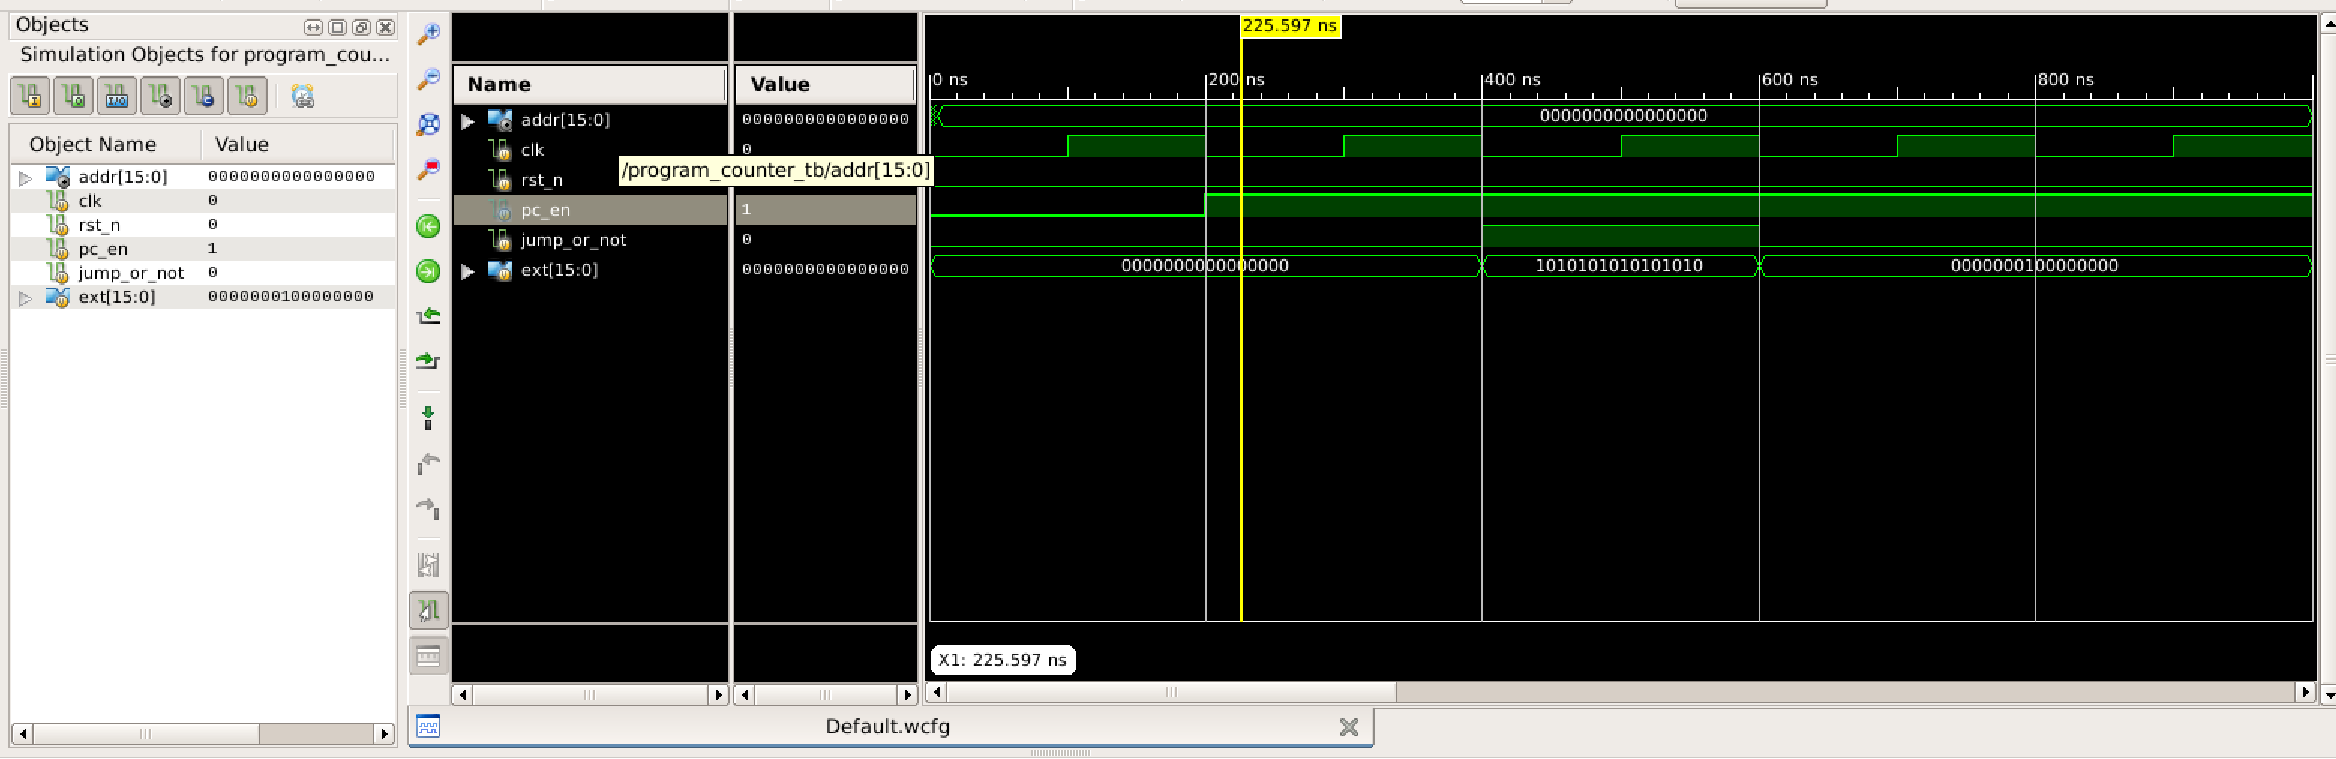 Objects
Simulation Objects for program_cou...
Object Name Value
addr[15:0] 0000000000000000
clk 0
rst_n 0
pc_en 1
jump_or_not 0
ext[15:0] 0000000100000000
Name Value
addr[15:0] 0000000000000000
clk 0
rst_n
/program_counter_tb/addr[15:0]
pc_en 1
jump_or_not 0
ext[15:0] 0000000000000000
225.597 ns
0 ns 200 ns 400 ns 600 ns 800 ns
0000000000000000
0000000000000000 1010101010101010 0000000100000000
X1: 225.597 ns
Default.wcfg